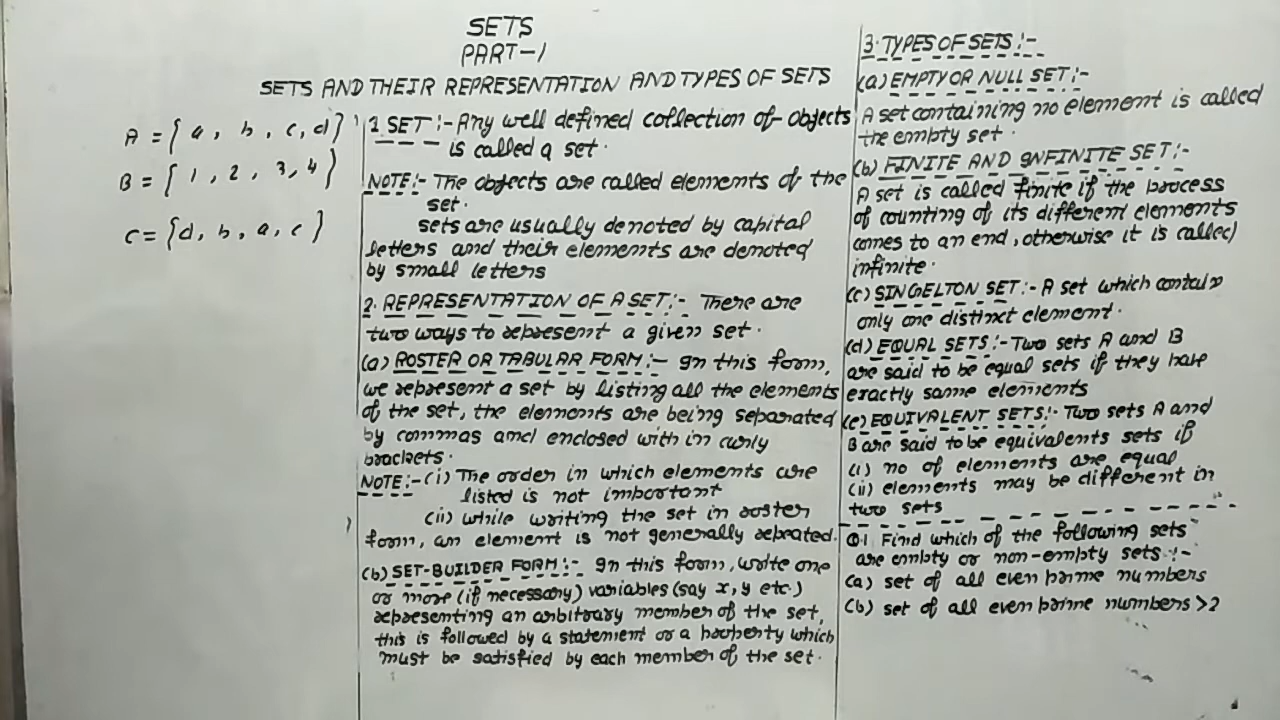 SETS
PART-1
SETS AND THEIR REPRESENTATION AND TYPES OF SETS
A = {a, b, c, d}
B = {1, 2, 3, 4}
C = {d, b, a, c}
1. SET :- Any well defined collection of objects
is called a set.
NOTE:- The objects are called elements of the
set.
sets are usually denoted by capital
letters and their elements are denoted
by small letters
2. REPRESENTATION OF A SET:- There are
two ways to represent a given set.
(a) ROSTER OR TABULAR FORM:- In this form,
we represent a set by listing all the elements
of the set, the elements are being separated
by commas and enclosed with in curly
brackets.
NOTE:- (i) The order in which elements are
listed is not important
(ii) while writing the set in roster
form, an element is not generally repeated.
(b) SET-BUILDER FORM:- In this form, write one
or more (if necessary) variables (say x, y etc.)
representing an arbitrary member of the set,
this is followed by a statement or a property which
must be satisfied by each member of the set.
3. TYPES OF SETS:-
(a) EMPTY OR NULL SET:-
A set containing no element is called
the empty set.
(b) FINITE AND INFINITE SET:-
A set is called finite if the process
of counting of its different elements
comes to an end, otherwise it is called
infinite.
(c) SINGELTON SET:- A set which contain
only one distinct element.
(d) EQUAL SETS:- Two sets A and B
are said to be equal sets if they have
exactly same elements
(e) EQUIVALENT SETS:- Two sets A and
B are said to be equivalents sets if
(i) no of elements are equal
(ii) elements may be different in
two sets
Q.1 Find which of the following sets
are empty or non-empty sets :-
(a) set of all even prime numbers
(b) set of all even prime numbers >2